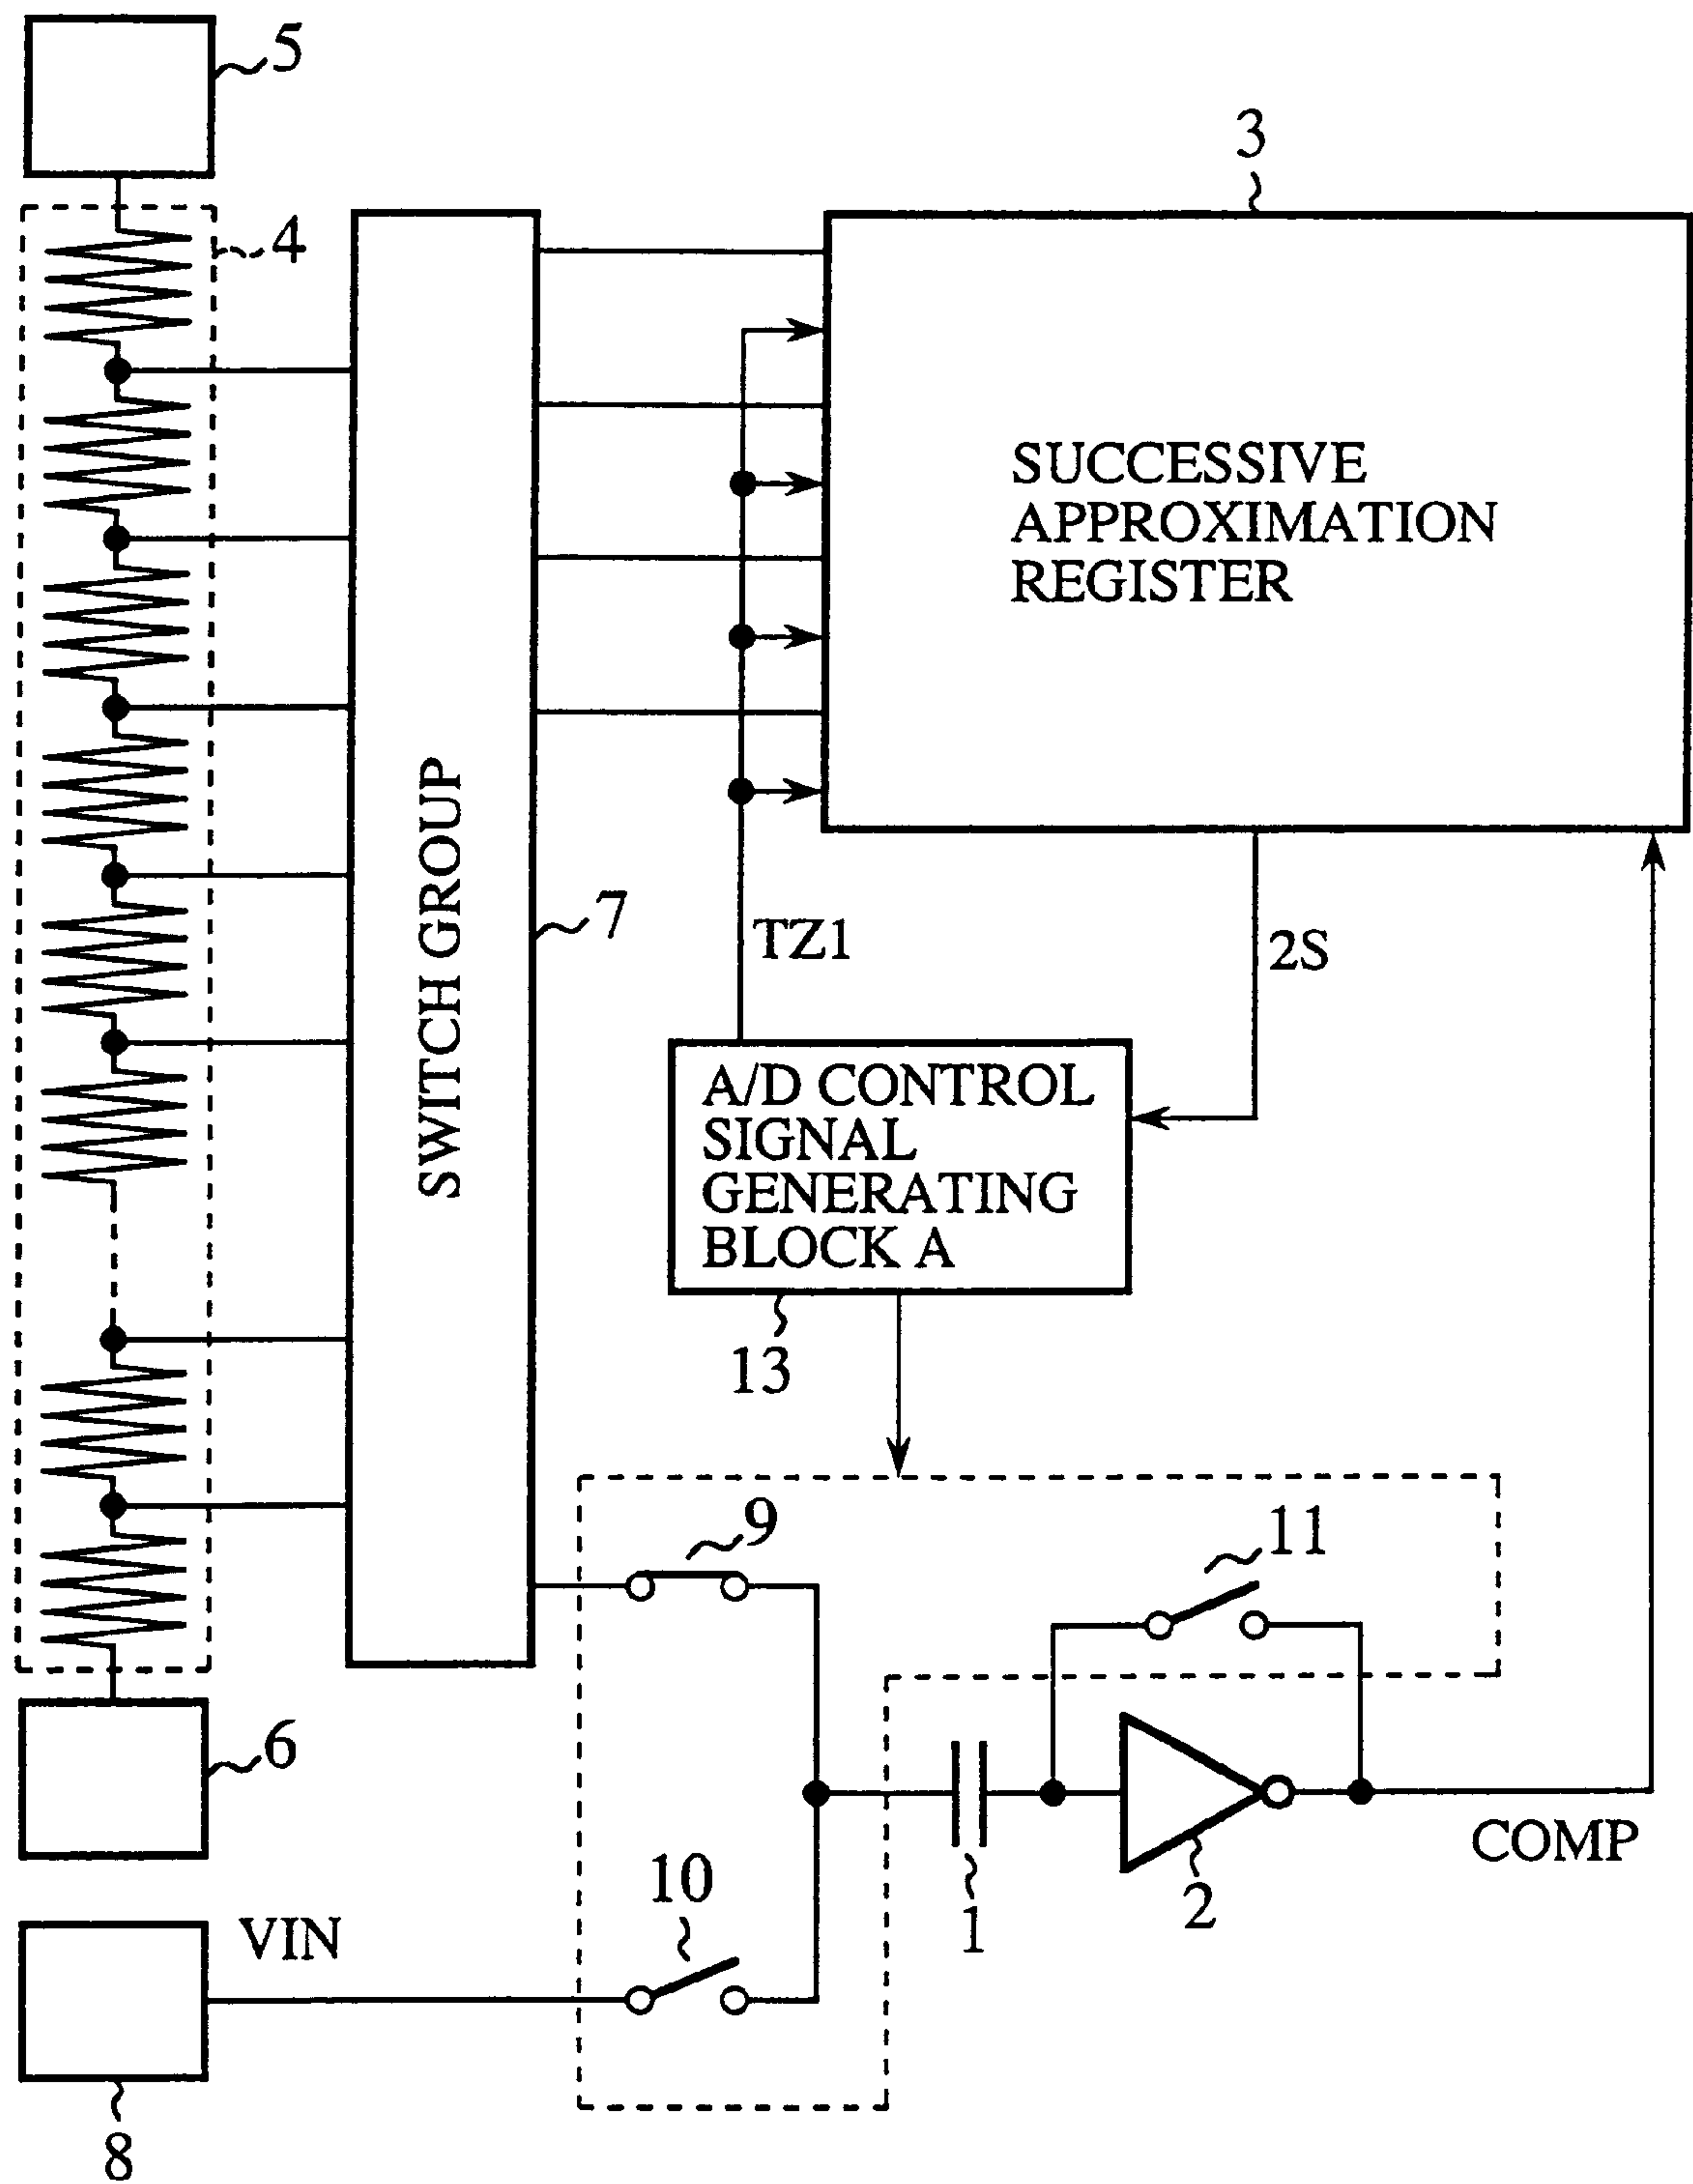 5
3
4
SUCCESSIVE
APPROXIMATION
REGISTER
SWITCH GROUP
7
TZ1
2S
A/D CONTROL
SIGNAL
GENERATING
BLOCK A
13
9
11
6
COMP
10
1
2
VIN
8